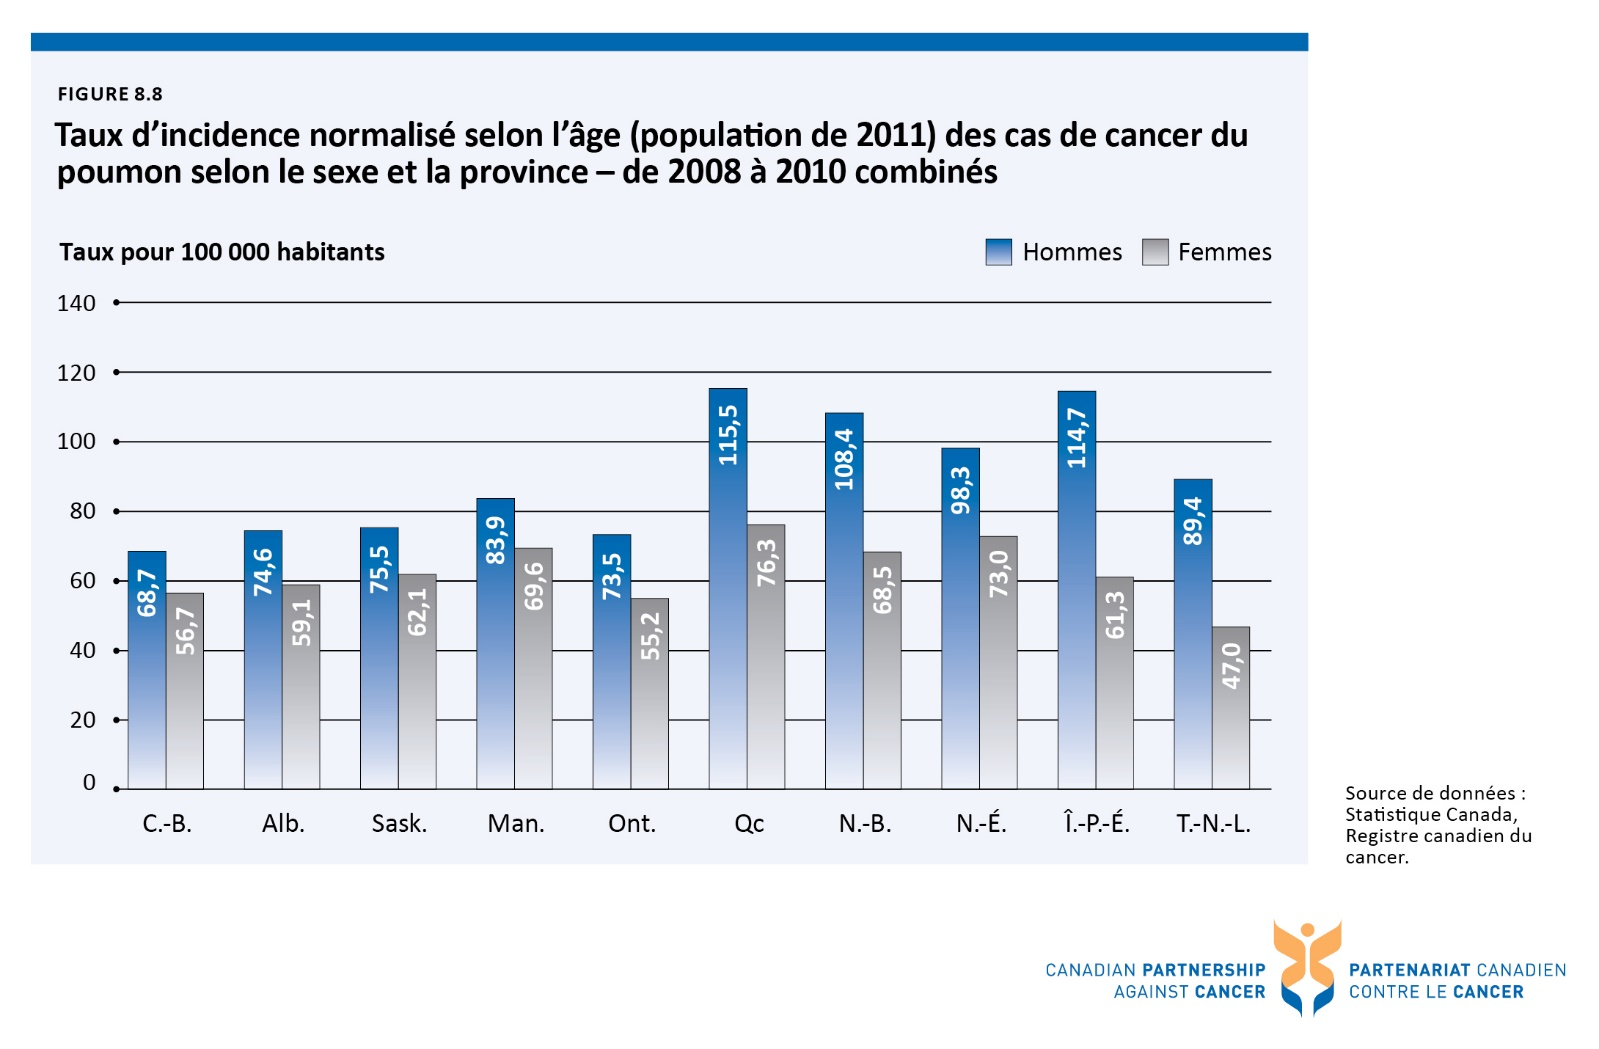 FIGURE 8.8
Taux d’incidence normalisé selon l’âge (population de 2011) des cas de cancer du
poumon selon le sexe et la province – de 2008 à 2010 combinés
Taux pour 100 000 habitants
Hommes
Femmes
140
120
100
80
60
40
20
0
68,7
56,7
74,6
59,1
75,5
62,1
83,9
69,6
73,5
55,2
115,5
76,3
108,4
68,5
98,3
73,0
114,7
61,3
89,4
47,0
C.-B.
Alb.
Sask.
Man.
Ont.
Qc
N.-B.
N.-É.
Î.-P.-É.
T.-N.-L.
Source de données :
Statistique Canada,
Registre canadien du
cancer.
CANADIAN PARTNERSHIP
AGAINST CANCER
PARTENARIAT CANADIEN
CONTRE LE CANCER